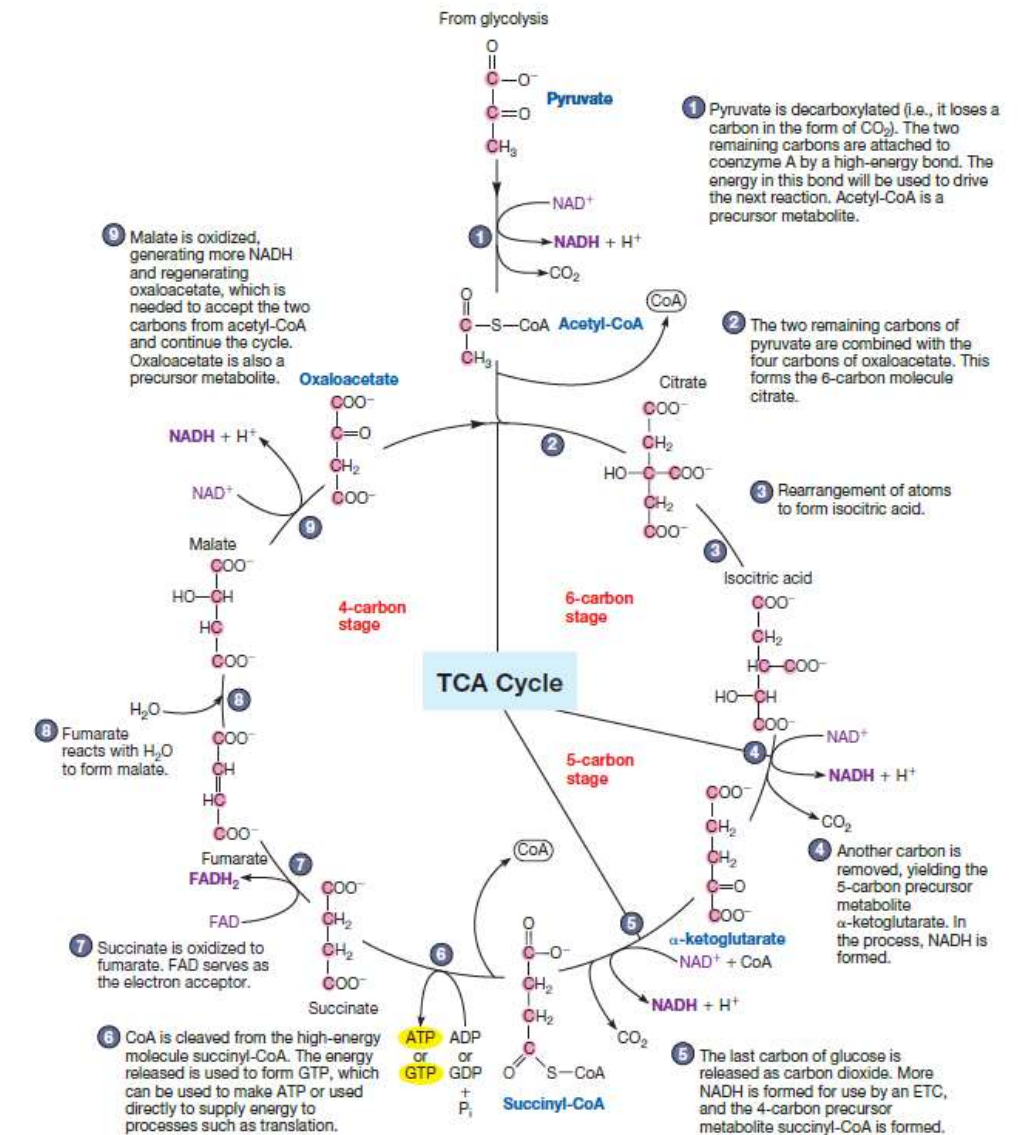 From glycolysis
O
C–O⁻
C=O
CH₃
Pyruvate
1 Pyruvate is decarboxylated (i.e., it loses a
carbon in the form of CO₂). The two
remaining carbons are attached to
coenzyme A by a high-energy bond. The
energy in this bond will be used to drive
the next reaction. Acetyl-CoA is a
precursor metabolite.
1
NAD⁺
NADH + H⁺
CO₂
O
C–S–CoA Acetyl-CoA
CH₃
CoA
2 The two remaining carbons of
pyruvate are combined with the
four carbons of oxaloacetate. This
forms the 6-carbon molecule
citrate.
2
Citrate
COO⁻
CH₂
HO–C–COO⁻
CH₂
COO⁻
3 Rearrangement of atoms
to form isocitric acid.
3
Isocitric acid
COO⁻
CH₂
HC–COO⁻
HO–CH
COO⁻
4
NAD⁺
NADH + H⁺
CO₂
4 Another carbon is
removed, yielding the
5-carbon precursor
metabolite
α-ketoglutarate. In
the process, NADH is
formed.
COO⁻
CH₂
CH₂
C=O
COO⁻
α-ketoglutarate
5
NAD⁺ + CoA
NADH + H⁺
CO₂
5 The last carbon of glucose is
released as carbon dioxide. More
NADH is formed for use by an ETC,
and the 4-carbon precursor
metabolite succinyl-CoA is formed.
O
C–O⁻
CH₂
CH₂
C
O S–CoA
Succinyl-CoA
CoA
6
ATP ADP
or or
GTP GDP
+
Pᵢ
6 CoA is cleaved from the high-energy
molecule succinyl-CoA. The energy
released is used to form GTP, which
can be used to make ATP or used
directly to supply energy to
processes such as translation.
COO⁻
CH₂
CH₂
COO⁻
Succinate
7
FADH₂
FAD
7 Succinate is oxidized to
fumarate. FAD serves as
the electron acceptor.
COO⁻
CH
HC
COO⁻
Fumarate
8
H₂O
8 Fumarate
reacts with H₂O
to form malate.
Malate
COO⁻
HO–CH
HC
COO⁻
9
NADH + H⁺
NAD⁺
9 Malate is oxidized,
generating more NADH
and regenerating
oxaloacetate, which is
needed to accept the two
carbons from acetyl-CoA
and continue the cycle.
Oxaloacetate is also a
precursor metabolite.
Oxaloacetate
COO⁻
C=O
CH₂
COO⁻
4-carbon
stage
6-carbon
stage
TCA Cycle
5-carbon
stage